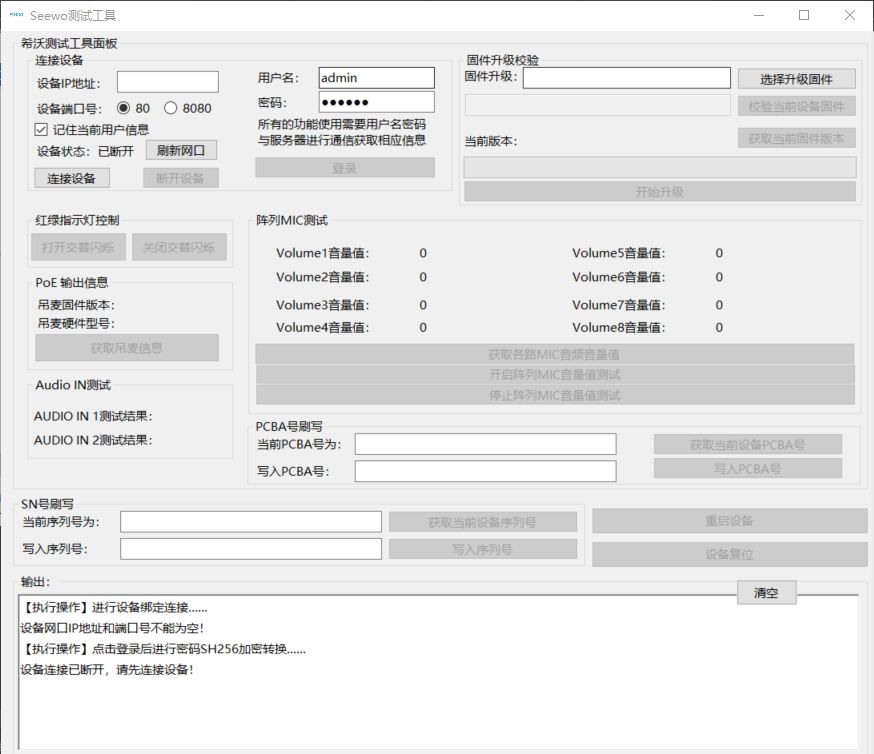 Seewo测试工具
希沃测试工具面板
连接设备
设备IP地址：
设备端口号： 80 8080
记住当前用户信息
设备状态：已断开 刷新网口
连接设备 断开设备
用户名： admin
密码： ●●●●●●
所有的功能使用需要用户名密码
与服务器进行通信获取相应信息
登录
固件升级校验
固件升级： 选择升级固件
校验当前设备固件
当前版本： 获取当前固件版本
开始升级
红绿指示灯控制
打开交替闪烁 关闭交替闪烁
PoE 输出信息
吊麦固件版本：
吊麦硬件型号：
获取吊麦信息
Audio IN测试
AUDIO IN 1测试结果：
AUDIO IN 2测试结果：
阵列MIC测试
Volume1音量值： 0 Volume5音量值： 0
Volume2音量值： 0 Volume6音量值： 0
Volume3音量值： 0 Volume7音量值： 0
Volume4音量值： 0 Volume8音量值： 0
获取各路MIC音频音量值
开启阵列MIC音量值测试
停止阵列MIC音量值测试
PCBA号刷写
当前PCBA号为： 获取当前设备PCBA号
写入PCBA号： 写入PCBA号
SN号刷写
当前序列号为： 获取当前设备序列号
写入序列号： 写入序列号
重启设备
设备复位
输出：
清空
【执行操作】进行设备绑定连接......
设备网口IP地址和端口号不能为空！
【执行操作】点击登录后进行密码SH256加密转换......
设备连接已断开，请先连接设备！